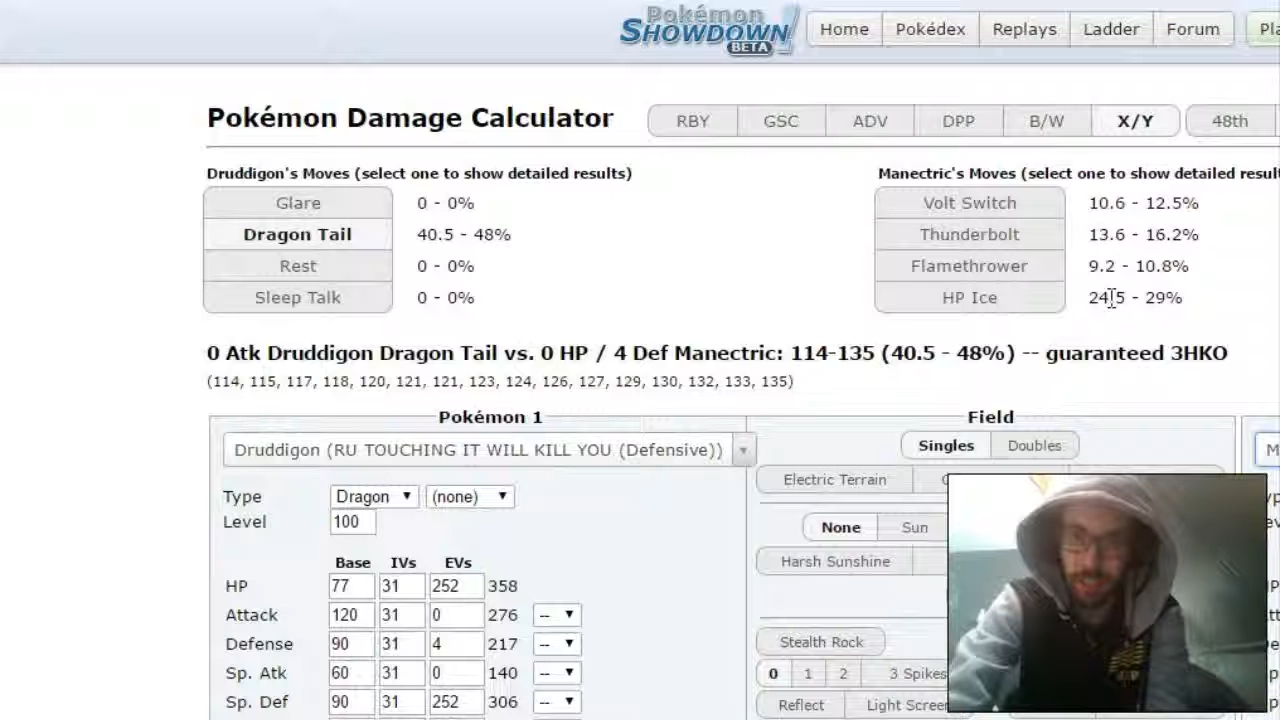 Pokémon
SHOWDOWN
BETA
Home Pokédex Replays Ladder Forum
Pokémon Damage Calculator RBY GSC ADV DPP B/W X/Y 48th
Druddigon's Moves (select one to show detailed results) Manectric's Moves (select one to show detailed
Glare 0 - 0% Volt Switch 10.6 - 12.5%
Dragon Tail 40.5 - 48% Thunderbolt 13.6 - 16.2%
Rest 0 - 0% Flamethrower 9.2 - 10.8%
Sleep Talk 0 - 0% HP Ice 24.5 - 29%
0 Atk Druddigon Dragon Tail vs. 0 HP / 4 Def Manectric: 114-135 (40.5 - 48%) -- guaranteed 3HKO
(114, 115, 117, 118, 120, 121, 121, 123, 124, 126, 127, 129, 130, 132, 133, 135)
Pokémon 1 Field
Druddigon (RU TOUCHING IT WILL KILL YOU (Defensive)) Singles Doubles
Electric Terrain
Type Dragon (none)
Level 100 None Sun
Base IVs EVs Harsh Sunshine
HP 77 31 252 358
Attack 120 31 0 276 --
Defense 90 31 4 217 -- Stealth Rock
Sp. Atk 60 31 0 140 -- 0 1 2 3 Spikes
Sp. Def 90 31 252 306 -- Reflect Light